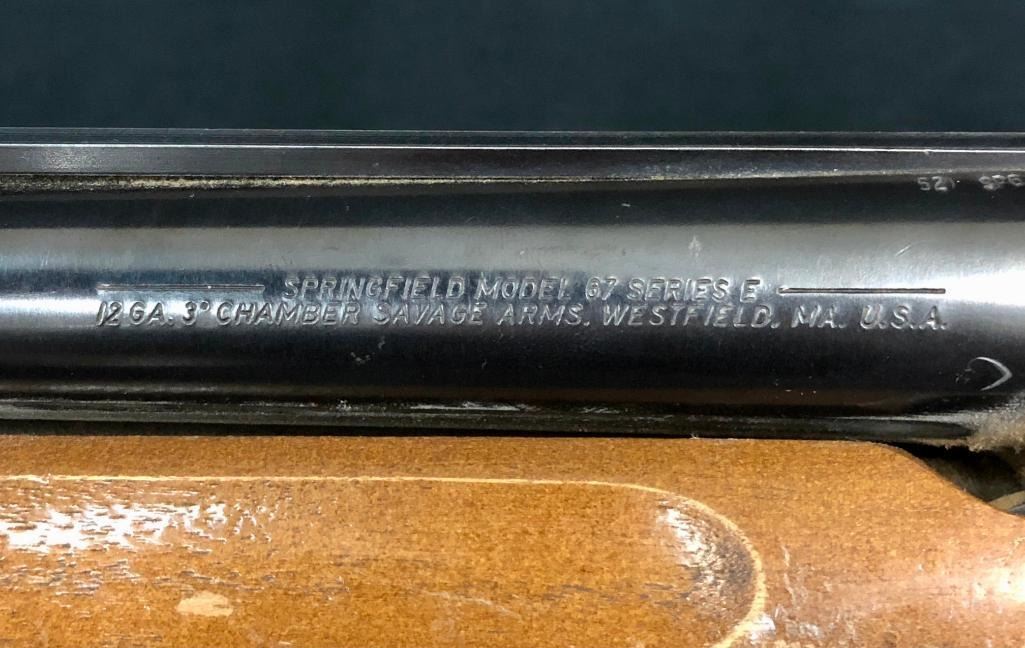 SPRINGFIELD MODEL 67 SERIES E
12 GA. 3" CHAMBER SAVAGE ARMS. WESTFIELD. MA. U.S.A.